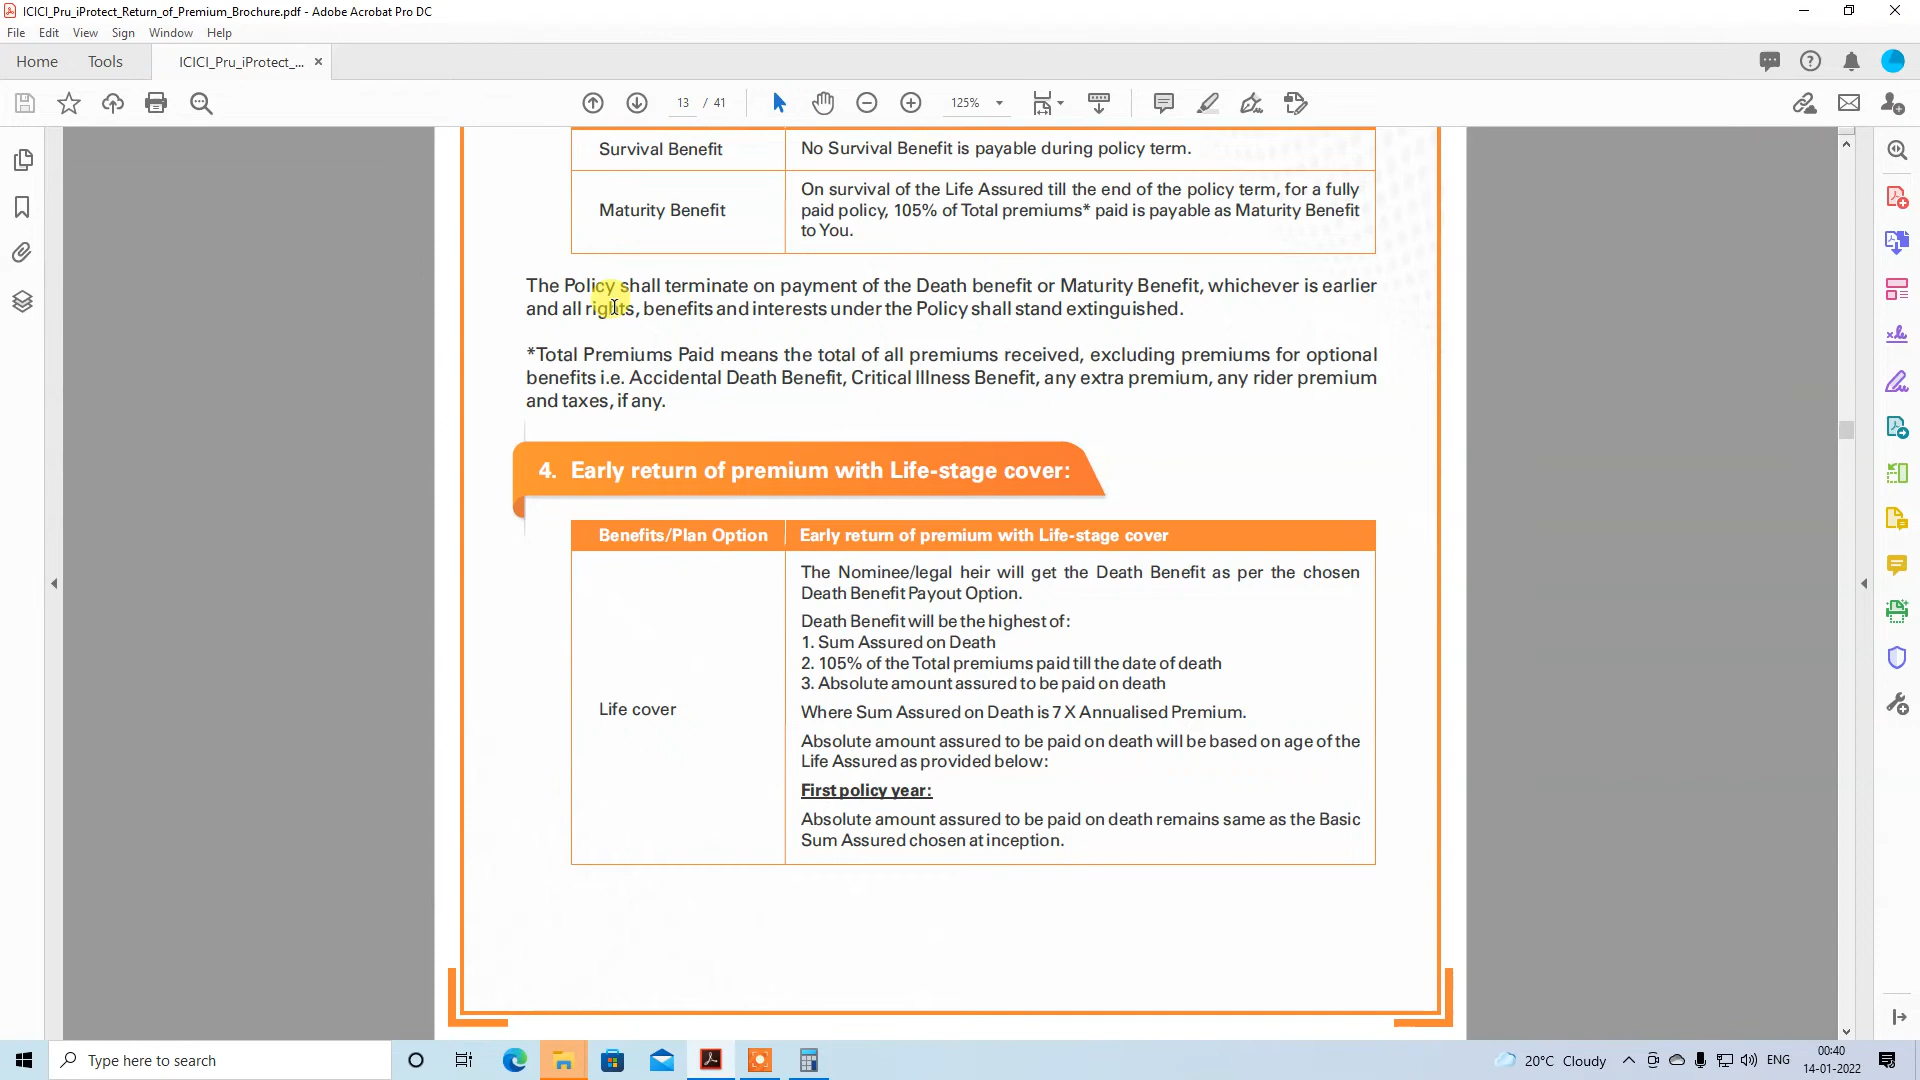 ICICI_Pru_iProtect_Return_of_Premium_Brochure.pdf - Adobe Acrobat Pro DC
File Edit View Sign Window Help
Home Tools ICICI_Pru_iProtect_... ×
13 / 41 125%
Survival Benefit
No Survival Benefit is payable during policy term.
Maturity Benefit
On survival of the Life Assured till the end of the policy term, for a fully
paid policy, 105% of Total premiums* paid is payable as Maturity Benefit
to You.
The Policy shall terminate on payment of the Death benefit or Maturity Benefit, whichever is earlier
and all rights, benefits and interests under the Policy shall stand extinguished.
*Total Premiums Paid means the total of all premiums received, excluding premiums for optional
benefits i.e. Accidental Death Benefit, Critical Illness Benefit, any extra premium, any rider premium
and taxes, if any.
4. Early return of premium with Life-stage cover:
Benefits/Plan Option
Early return of premium with Life-stage cover
Life cover
The Nominee/legal heir will get the Death Benefit as per the chosen
Death Benefit Payout Option.
Death Benefit will be the highest of:
1. Sum Assured on Death
2. 105% of the Total premiums paid till the date of death
3. Absolute amount assured to be paid on death
Where Sum Assured on Death is 7 X Annualised Premium.
Absolute amount assured to be paid on death will be based on age of the
Life Assured as provided below:
First policy year:
Absolute amount assured to be paid on death remains same as the Basic
Sum Assured chosen at inception.
Type here to search
20°C Cloudy
ENG
00:40
14-01-2022